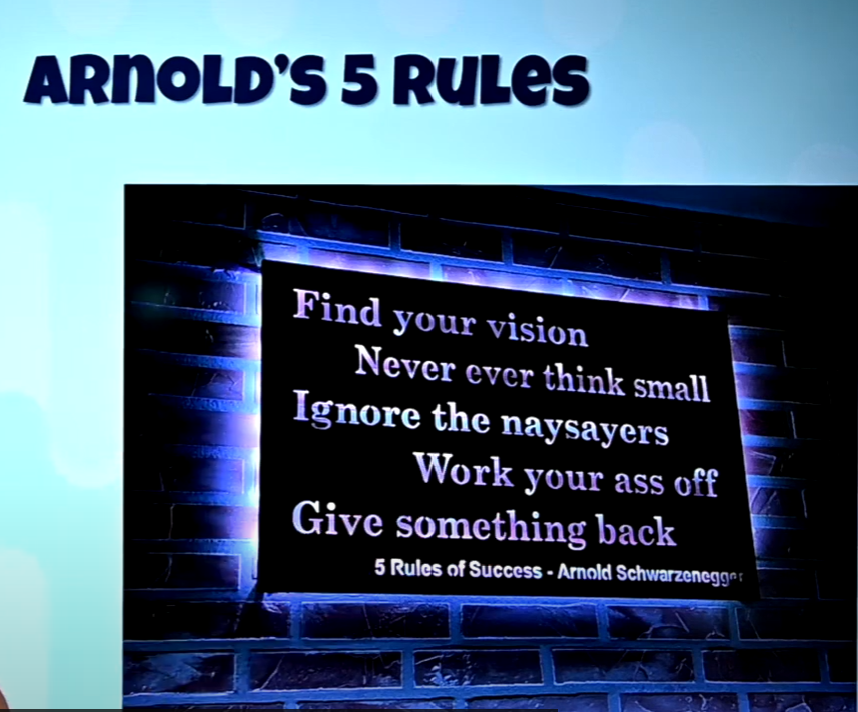 ARNOLD'S 5 RULES
Find your vision
Never ever think small
Ignore the naysayers
Work your ass off
Give something back
5 Rules of Success - Arnold Schwarzenegger